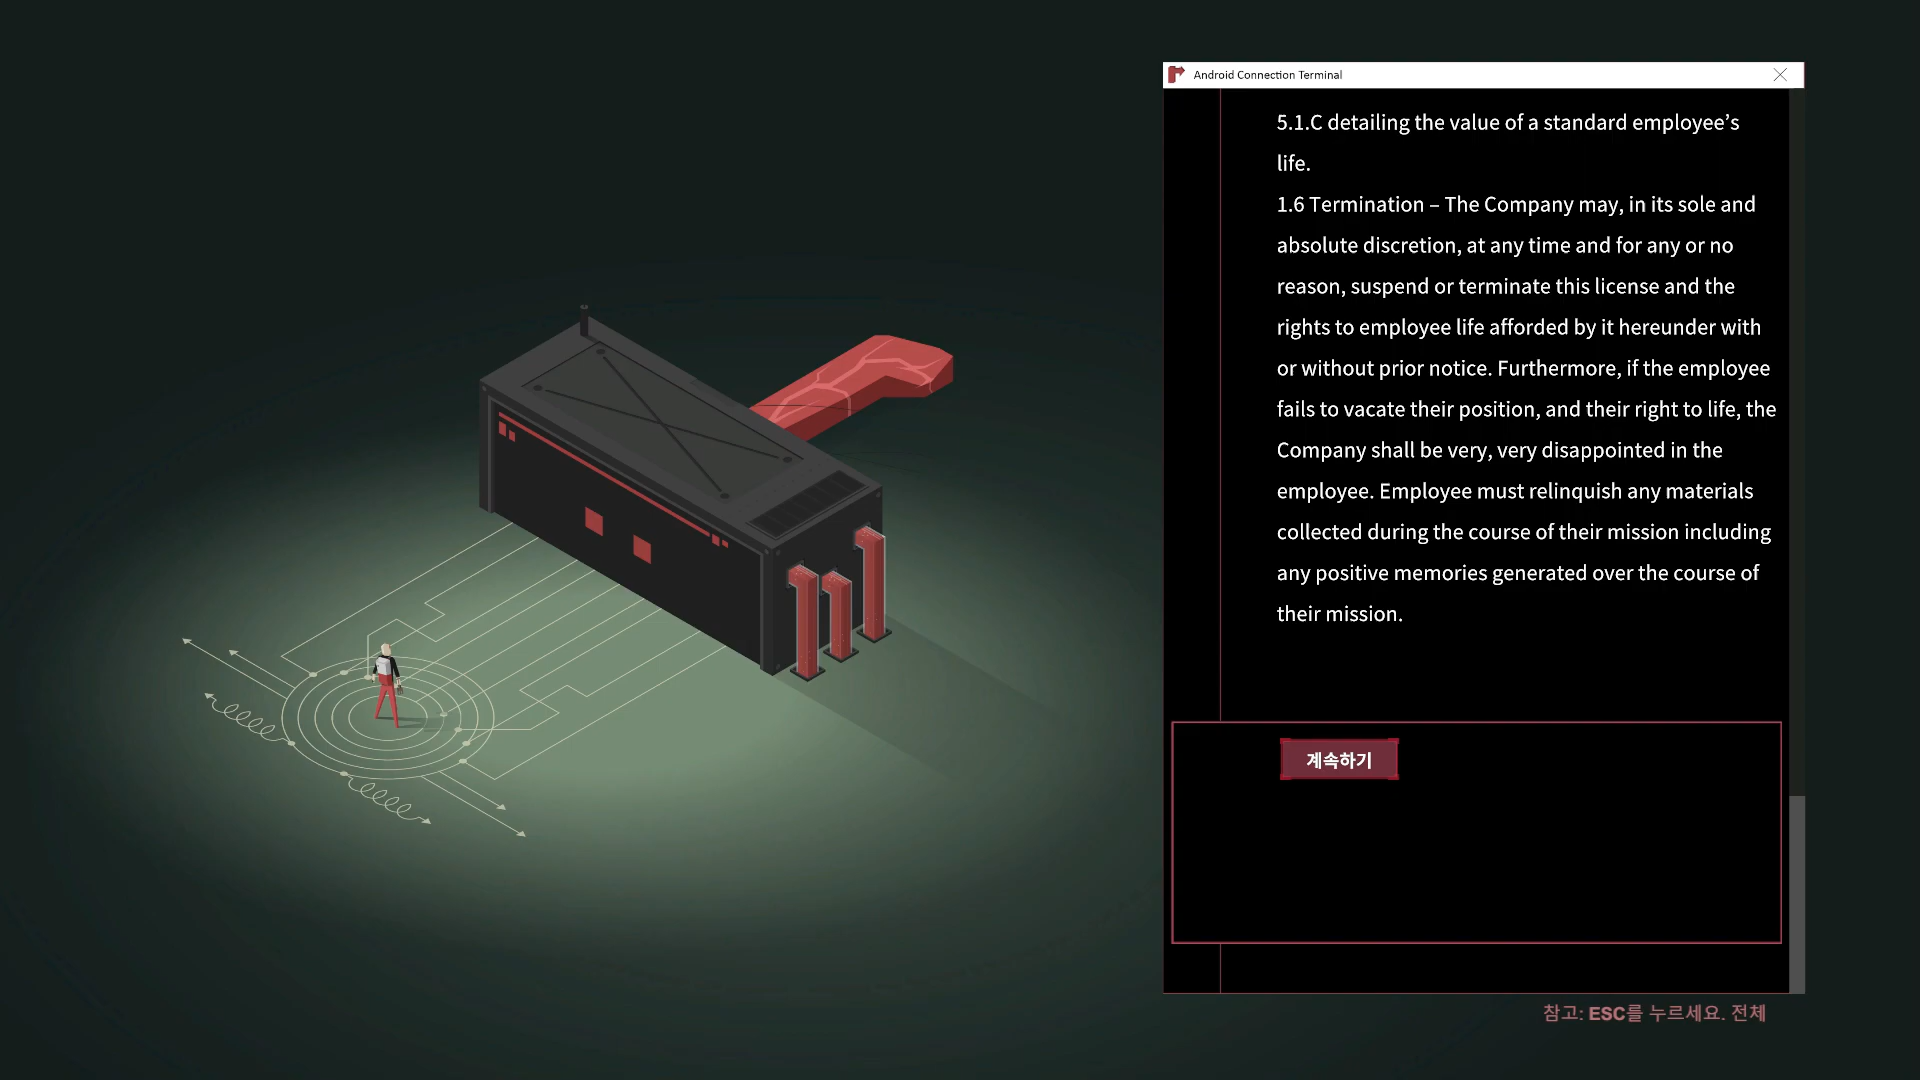 Android Connection Terminal
5.1.C detailing the value of a standard employee’s
life.
1.6 Termination – The Company may, in its sole and
absolute discretion, at any time and for any or no
reason, suspend or terminate this license and the
rights to employee life afforded by it hereunder with
or without prior notice. Furthermore, if the employee
fails to vacate their position, and their right to life, the
Company shall be very, very disappointed in the
employee. Employee must relinquish any materials
collected during the course of their mission including
any positive memories generated over the course of
their mission.
계속하기
참고: ESC를 누르세요. 전체